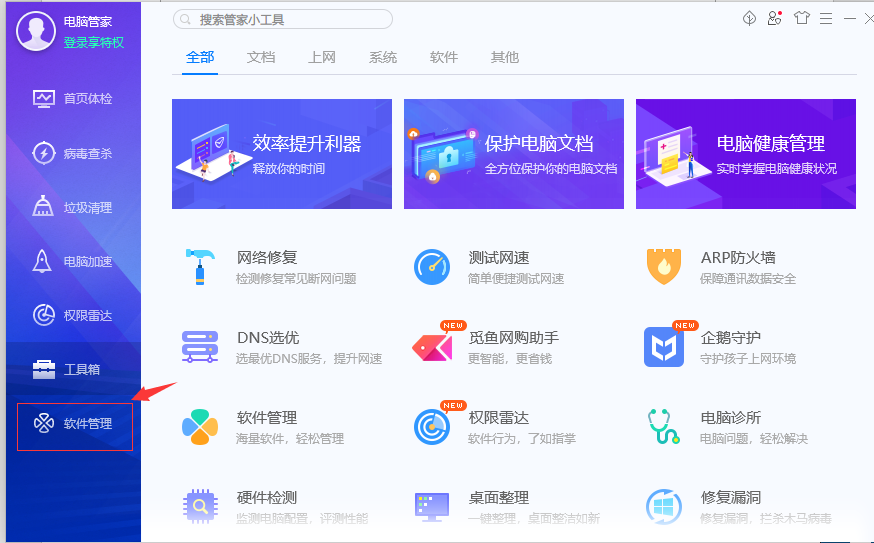 电脑管家
登录享特权
首页体检
病毒查杀
垃圾清理
电脑加速
权限雷达
工具箱
软件管理
搜索管家小工具
全部 文档 上网 系统 软件 其他
效率提升利器
释放你的时间
保护电脑文档
全方位保护你的电脑文档
电脑健康管理
实时掌握电脑健康状况
网络修复
检测修复常见断网问题
测试网速
简单便捷测试网速
ARP防火墙
保障通讯数据安全
DNS选优
选最优DNS服务，提升网速
NEW
觅鱼网购助手
更智能，更省钱
NEW
企鹅守护
守护孩子上网环境
软件管理
海量软件，轻松管理
NEW
权限雷达
软件行为，了如指掌
电脑诊所
电脑问题，轻松解决
硬件检测
监测电脑配置，评测性能
桌面整理
一键整理，桌面整洁如新
修复漏洞
修复漏洞，拦杀木马病毒